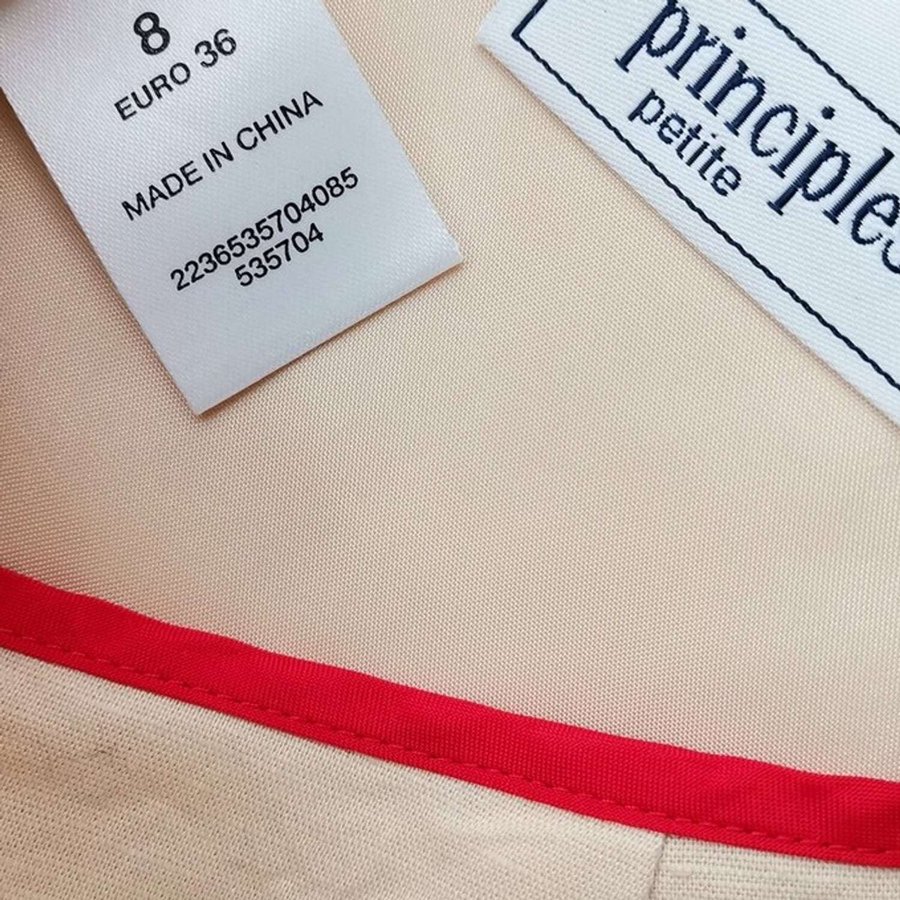 8
EURO 36
MADE IN CHINA
2236535704085
535704
principles
petite